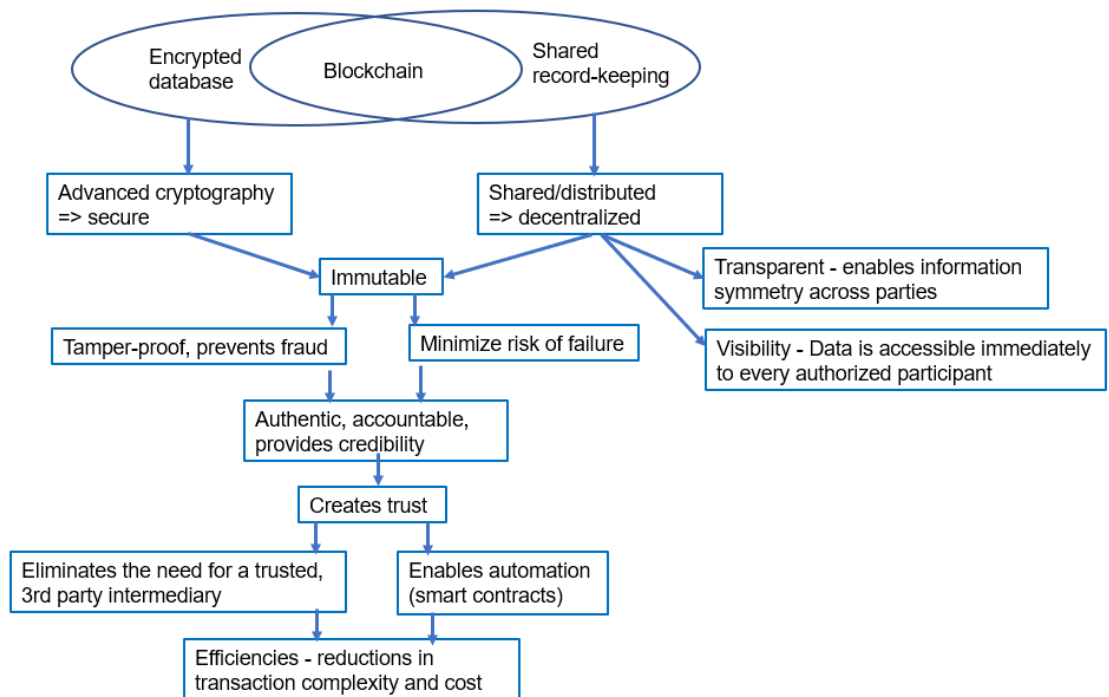 Encrypted
database
Blockchain
Shared
record-keeping
Advanced cryptography
=> secure
Shared/distributed
=> decentralized
Immutable
Transparent - enables information
symmetry across parties
Tamper-proof, prevents fraud
Minimize risk of failure
Visibility - Data is accessible immediately
to every authorized participant
Authentic, accountable,
provides credibility
Creates trust
Eliminates the need for a trusted,
3rd party intermediary
Enables automation
(smart contracts)
Efficiencies - reductions in
transaction complexity and cost